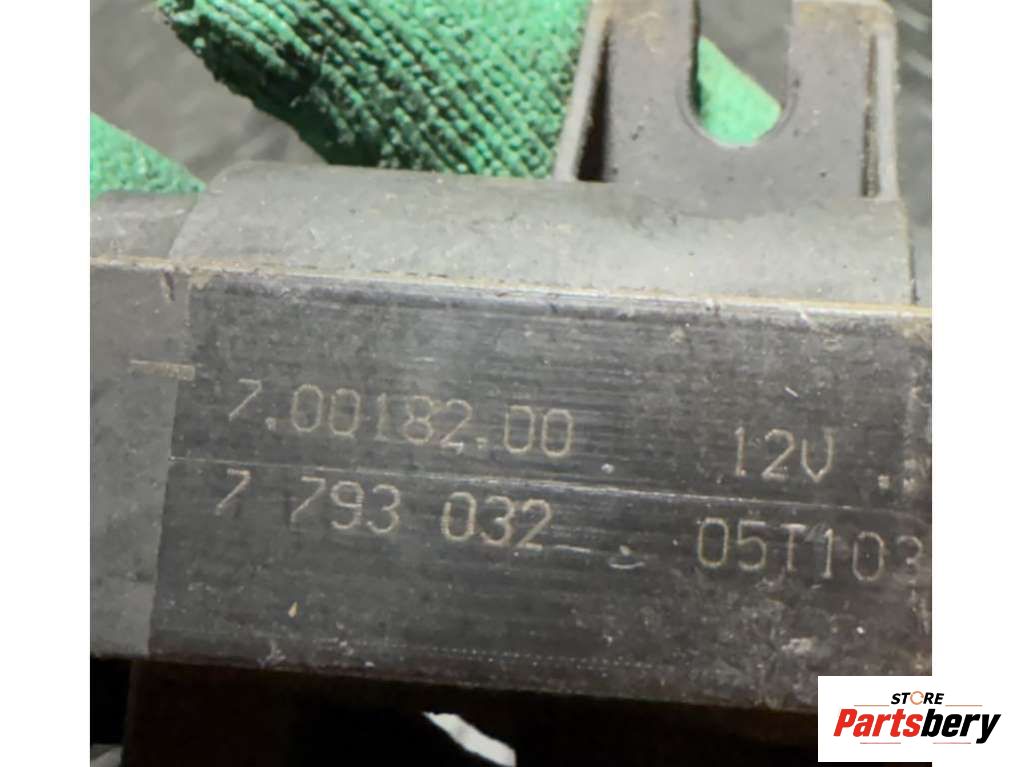 7.00182.00 . 12V ..
7 793 032 . 05T103
STORE
Partsbery